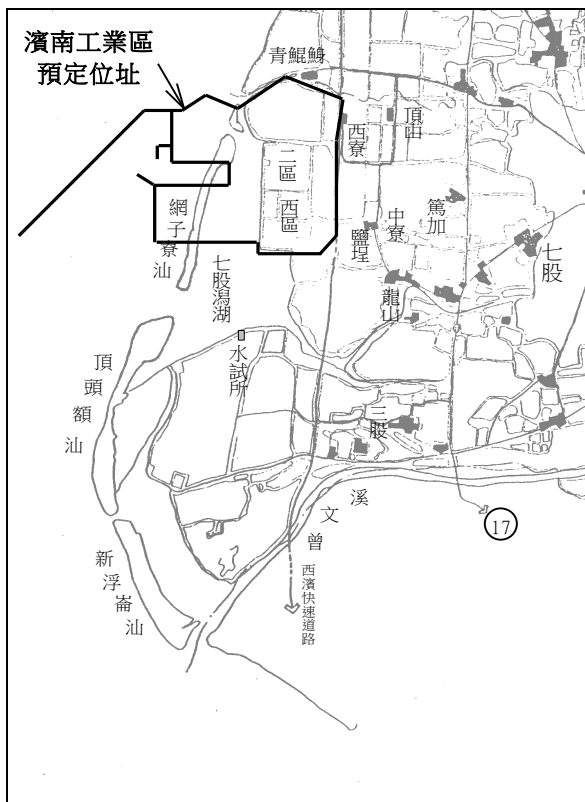 濱南工業區
預定位址
青鯤鯓
頂山
西寮
二區
西區
網子寮汕
篤加
中寮
鹽埕
七股
七股潟湖
龍山
水試所
頂頭額汕
三股
17
曾文溪
新浮崙汕
西濱快速道路